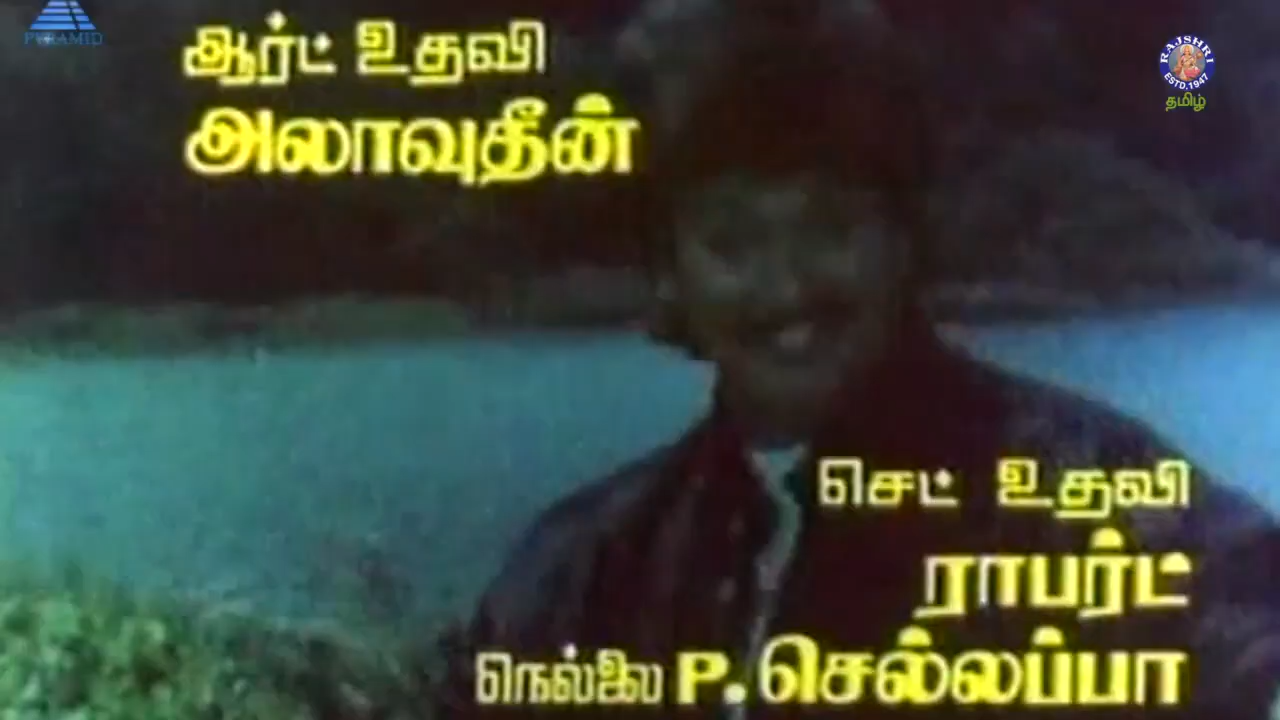 PYRAMID
RAJSHRI
ESTD.1947
தமிழ்
ஆர்ட் உதவி
அலாவுதீன்
செட் உதவி
ராபர்ட்
நெல்லை P. செல்லப்பா